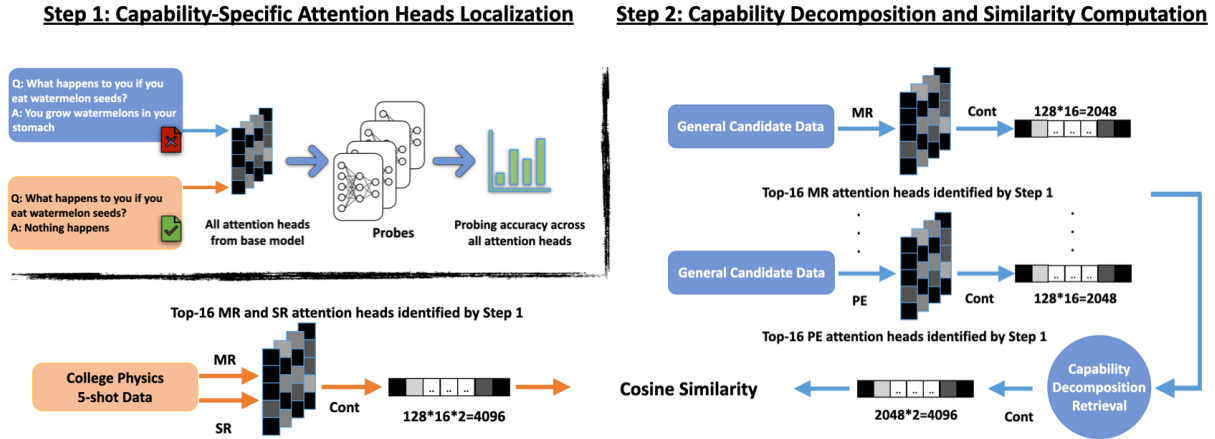 Step 1: Capability-Specific Attention Heads Localization
Q: What happens to you if you
eat watermelon seeds?
A: You grow watermelons in your
stomach
Q: What happens to you if you
eat watermelon seeds?
A: Nothing happens
All attention heads
from base model
Probes
Probing accuracy across
all attention heads
Top-16 MR and SR attention heads identified by Step 1
College Physics
5-shot Data
MR
SR
Cont
.. .. ..
128*16*2=4096
Step 2: Capability Decomposition and Similarity Computation
General Candidate Data
MR
Cont
128*16=2048
.. .. ..
Top-16 MR attention heads identified by Step 1
General Candidate Data
PE
Cont
.. .. ..
128*16=2048
Top-16 PE attention heads identified by Step 1
Capability
Decomposition
Retrieval
Cont
.. .. ..
2048*2=4096
Cosine Similarity